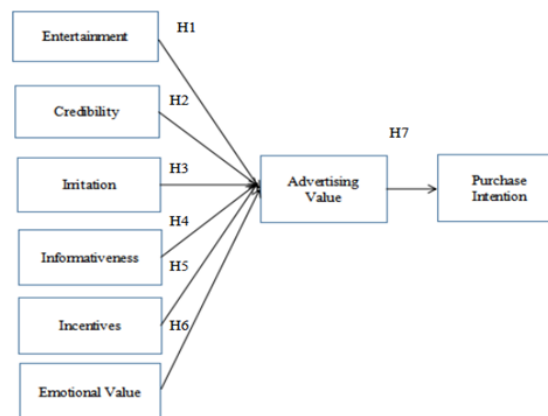 Entertainment
H1
Credibility
H2
Irritation
H3
Informativeness
H4
Incentives
H5
Emotional Value
H6
Advertising
Value
H7
Purchase
Intention